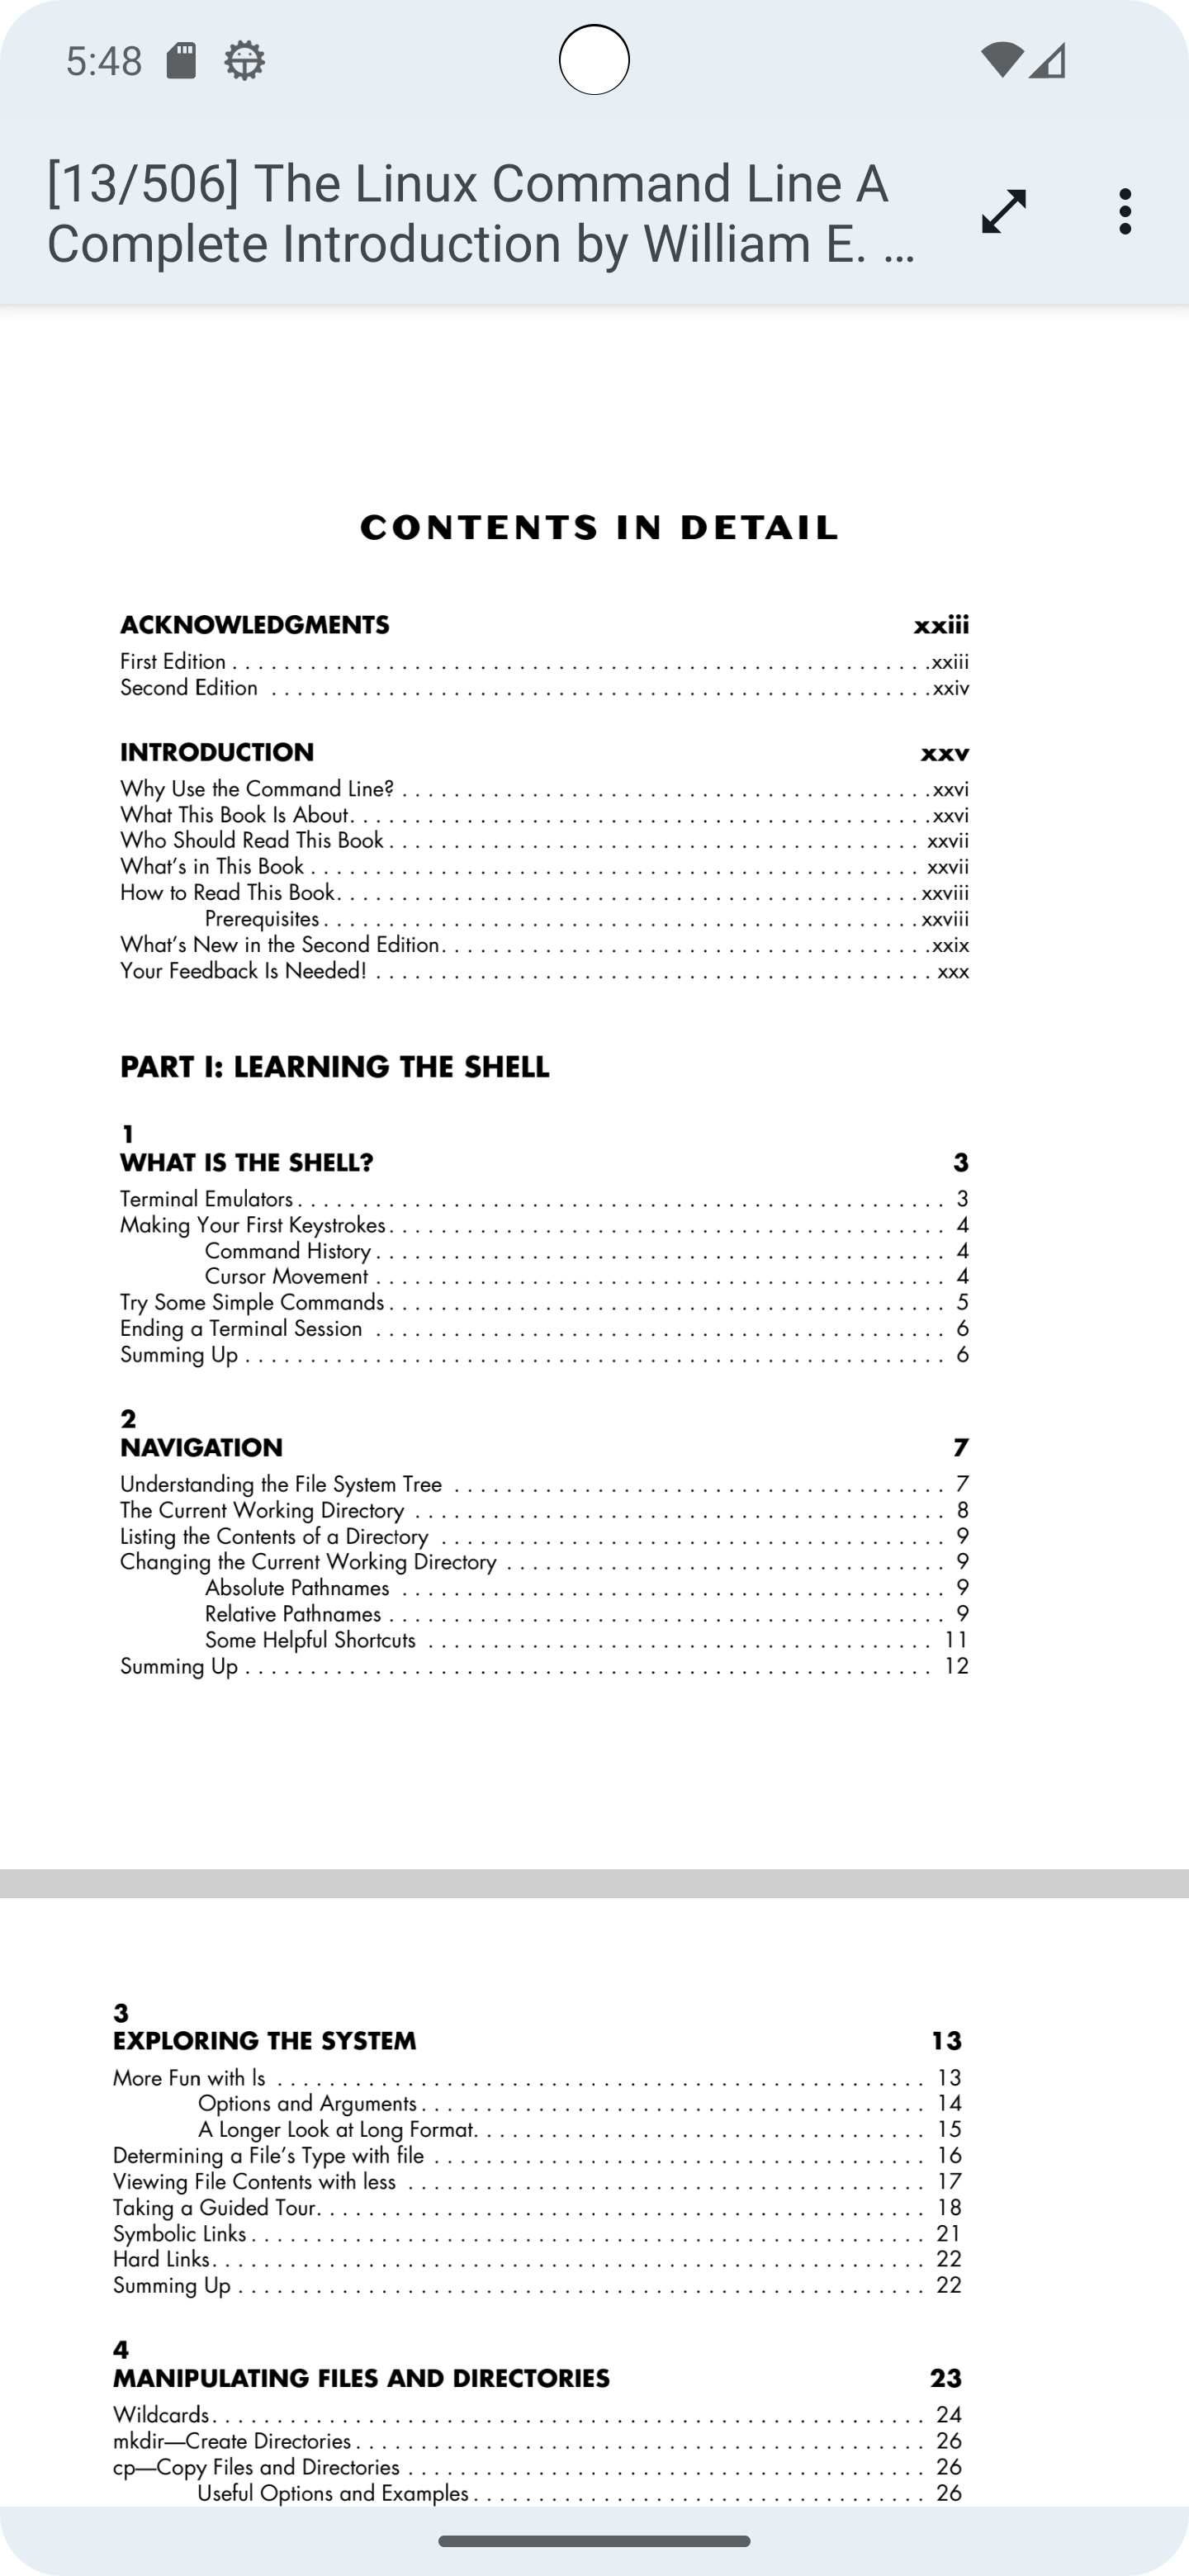 5:48
[13/506] The Linux Command Line A
Complete Introduction by William E. ...
CONTENTS IN DETAIL
ACKNOWLEDGMENTS xxiii
First Edition . . . . . . . . . . xxiii
Second Edition . . . . . . . . . . xxiv
INTRODUCTION xxv
Why Use the Command Line? . . . . . . . . . . xxvi
What This Book Is About . . . . . . . . . . xxvi
Who Should Read This Book . . . . . . . . . . xxvii
What's in This Book . . . . . . . . . . xxvii
How to Read This Book . . . . . . . . . . xxviii
Prerequisites . . . . . . . . . . xxviii
What's New in the Second Edition . . . . . . . . . . xxix
Your Feedback Is Needed! . . . . . . . . . . xxx
PART I: LEARNING THE SHELL
1
WHAT IS THE SHELL? 3
Terminal Emulators . . . . . . . . . . 3
Making Your First Keystrokes . . . . . . . . . . 4
Command History . . . . . . . . . . 4
Cursor Movement . . . . . . . . . . 4
Try Some Simple Commands . . . . . . . . . . 5
Ending a Terminal Session . . . . . . . . . . 6
Summing Up . . . . . . . . . . 6
2
NAVIGATION 7
Understanding the File System Tree . . . . . . . . . . 7
The Current Working Directory . . . . . . . . . . 8
Listing the Contents of a Directory . . . . . . . . . . 9
Changing the Current Working Directory . . . . . . . . . . 9
Absolute Pathnames . . . . . . . . . . 9
Relative Pathnames . . . . . . . . . . 9
Some Helpful Shortcuts . . . . . . . . . . 11
Summing Up . . . . . . . . . . 12
3
EXPLORING THE SYSTEM 13
More Fun with ls . . . . . . . . . . 13
Options and Arguments . . . . . . . . . . 14
A Longer Look at Long Format . . . . . . . . . . 15
Determining a File's Type with file . . . . . . . . . . 16
Viewing File Contents with less . . . . . . . . . . 17
Taking a Guided Tour . . . . . . . . . . 18
Symbolic Links . . . . . . . . . . 21
Hard Links . . . . . . . . . . 22
Summing Up . . . . . . . . . . 22
4
MANIPULATING FILES AND DIRECTORIES 23
Wildcards . . . . . . . . . . 24
mkdir—Create Directories . . . . . . . . . . 26
cp—Copy Files and Directories . . . . . . . . . . 26
Useful Options and Examples . . . . . . . . . . 26